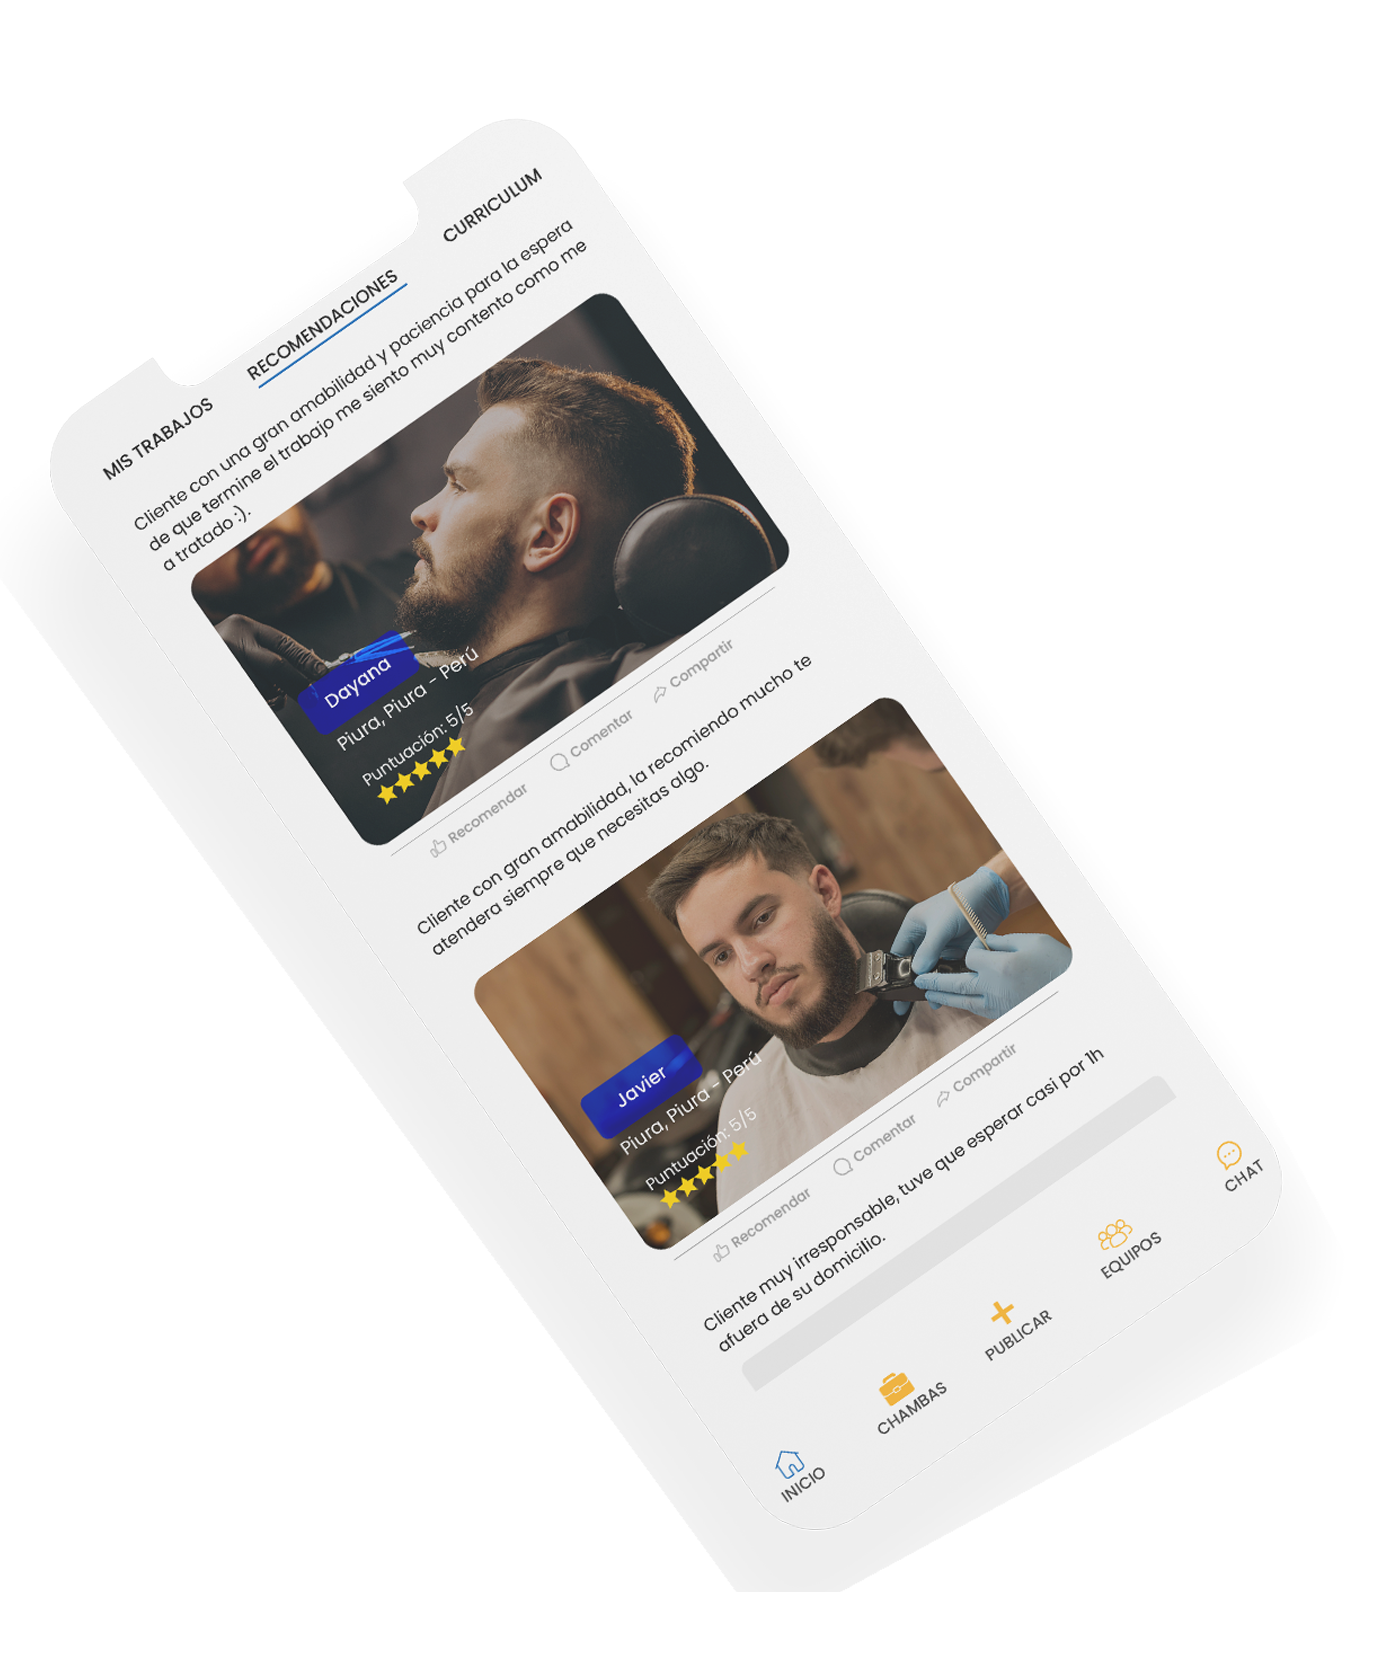 MIS TRABAJOS
RECOMENDACIONES
CURRICULUM
Cliente con una gran amabilidad y paciencia para la espera
de que termine el trabajo me siento muy contento como me
a tratado :).
Dayana
Piura, Piura - Perú
Puntuación: 5/5
Recomendar
Comentar
Compartir
Cliente con gran amabilidad, la recomiendo mucho te
atendera siempre que necesitas algo.
Javier
Piura, Piura - Perú
Puntuación: 5/5
Recomendar
Comentar
Compartir
Cliente muy irresponsable, tuve que esperar casi por 1h
afuera de su domicilio.
INICIO
CHAMBAS
PUBLICAR
EQUIPOS
CHAT